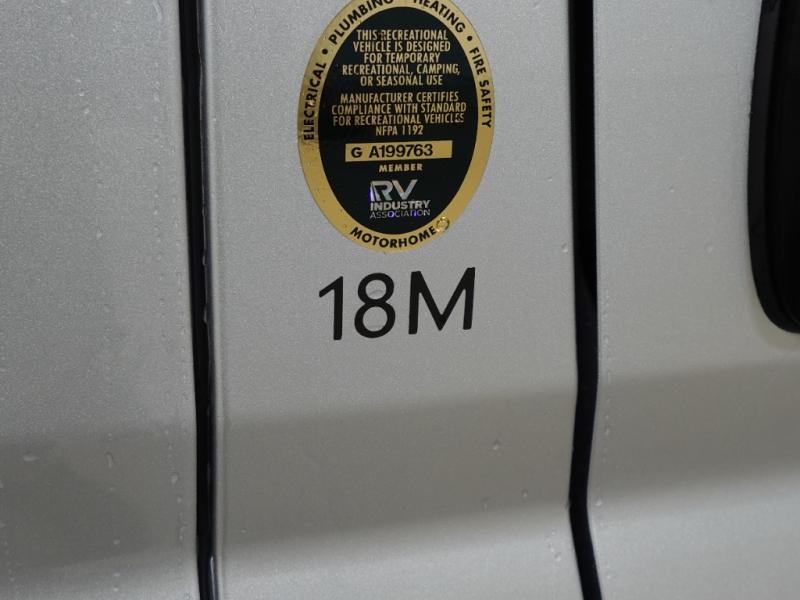 ELECTRICAL • PLUMBING • HEATING • FIRE SAFETY
THIS RECREATIONAL
VEHICLE IS DESIGNED
FOR TEMPORARY
RECREATIONAL, CAMPING,
OR SEASONAL USE
MANUFACTURER CERTIFIES
COMPLIANCE WITH STANDARD
FOR RECREATIONAL VEHICLES
NFPA 1192
G A199763
MEMBER
RV
INDUSTRY
ASSOCIATION
MOTORHOME
18M